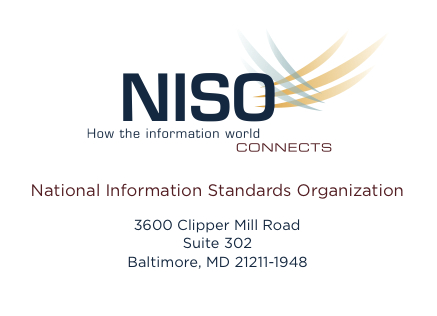 NISO
How the information world
CONNECTS
National Information Standards Organization
3600 Clipper Mill Road
Suite 302
Baltimore, MD 21211-1948